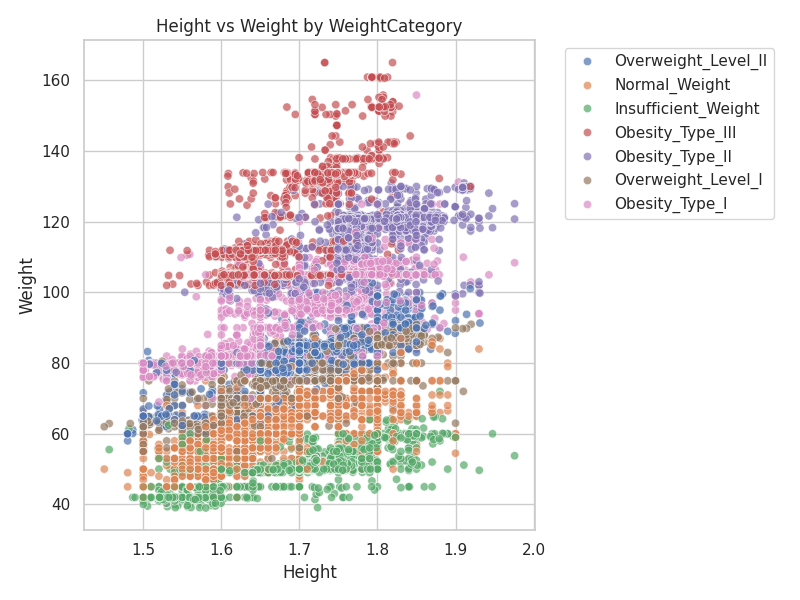 Height vs Weight by WeightCategory
Weight
160
140
120
100
80
60
40
1.5 1.6 1.7 1.8 1.9 2.0
Height
Overweight_Level_II
Normal_Weight
Insufficient_Weight
Obesity_Type_III
Obesity_Type_II
Overweight_Level_I
Obesity_Type_I